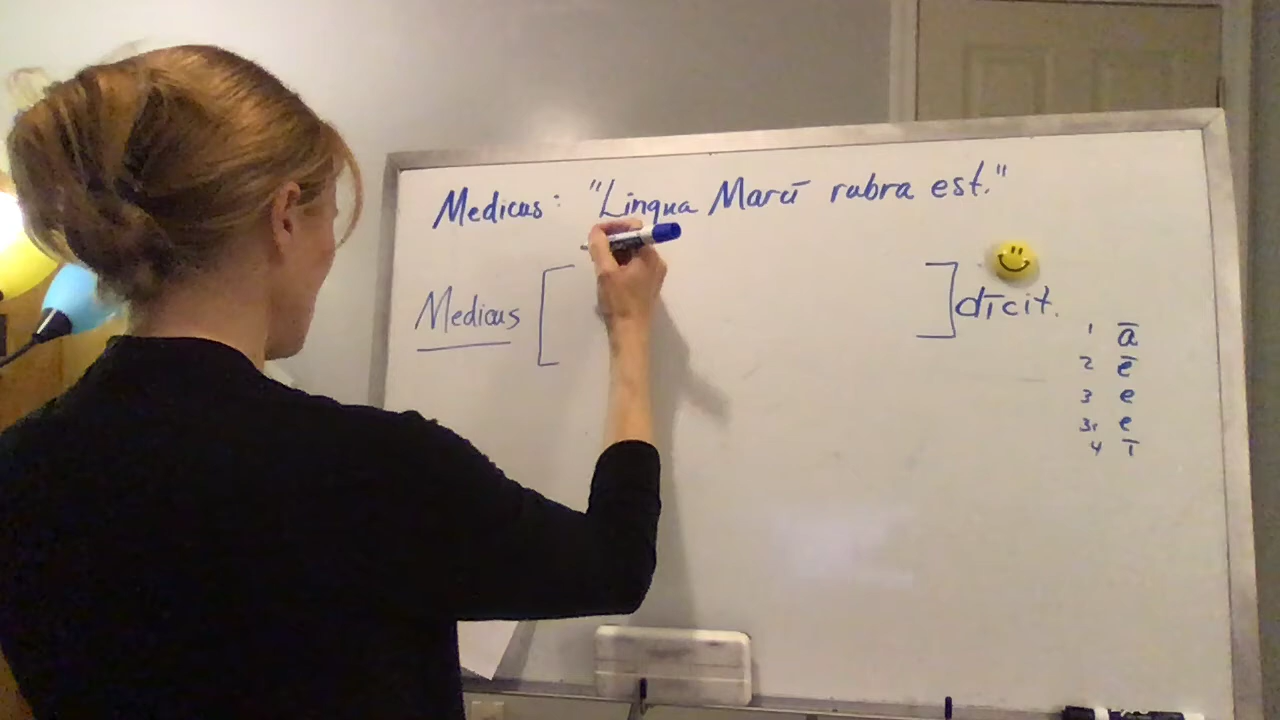 Medicus: "Lingua Marcī rubra est."
Medicus [ ] dīcit.
1 ā
2 ē
3 e
3i e
4 ī